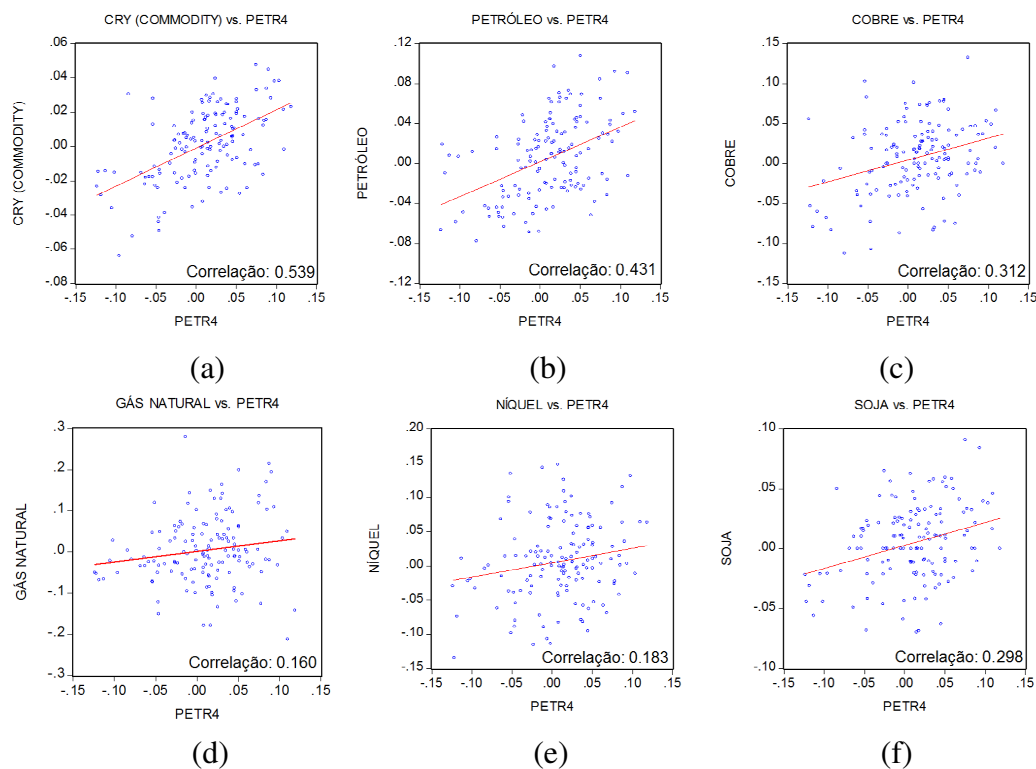 CRY (COMMODITY) vs. PETR4
CRY (COMMODITY)
.06
.04
.02
.00
-.02
-.04
-.06
-.08
Correlação: 0.539
-.15 -.10 -.05 .00 .05 .10 .15
PETR4
(a)
PETRÓLEO vs. PETR4
PETRÒLEO
.12
.08
.04
.00
-.04
-.08
-.12
Correlação: 0.431
-.15 -.10 -.05 .00 .05 .10 .15
PETR4
(b)
COBRE vs. PETR4
COBRE
.15
.10
.05
.00
-.05
-.10
-.15
Correlação: 0.312
-.15 -.10 -.05 .00 .05 .10 .15
PETR4
(c)
GÁS NATURAL vs. PETR4
GÁS NATURAL
.3
.2
.1
.0
-.1
-.2
-.3
Correlação: 0.160
-.15 -.10 -.05 .00 .05 .10 .15
PETR4
(d)
NÍQUEL vs. PETR4
NÍQUEL
.20
.15
.10
.05
.00
-.05
-.10
-.15
Correlação: 0.183
-.15 -.10 -.05 .00 .05 .10 .15
PETR4
(e)
SOJA vs. PETR4
SOJA
.10
.05
.00
-.05
-.10
Correlação: 0.298
-.15 -.10 -.05 .00 .05 .10 .15
PETR4
(f)